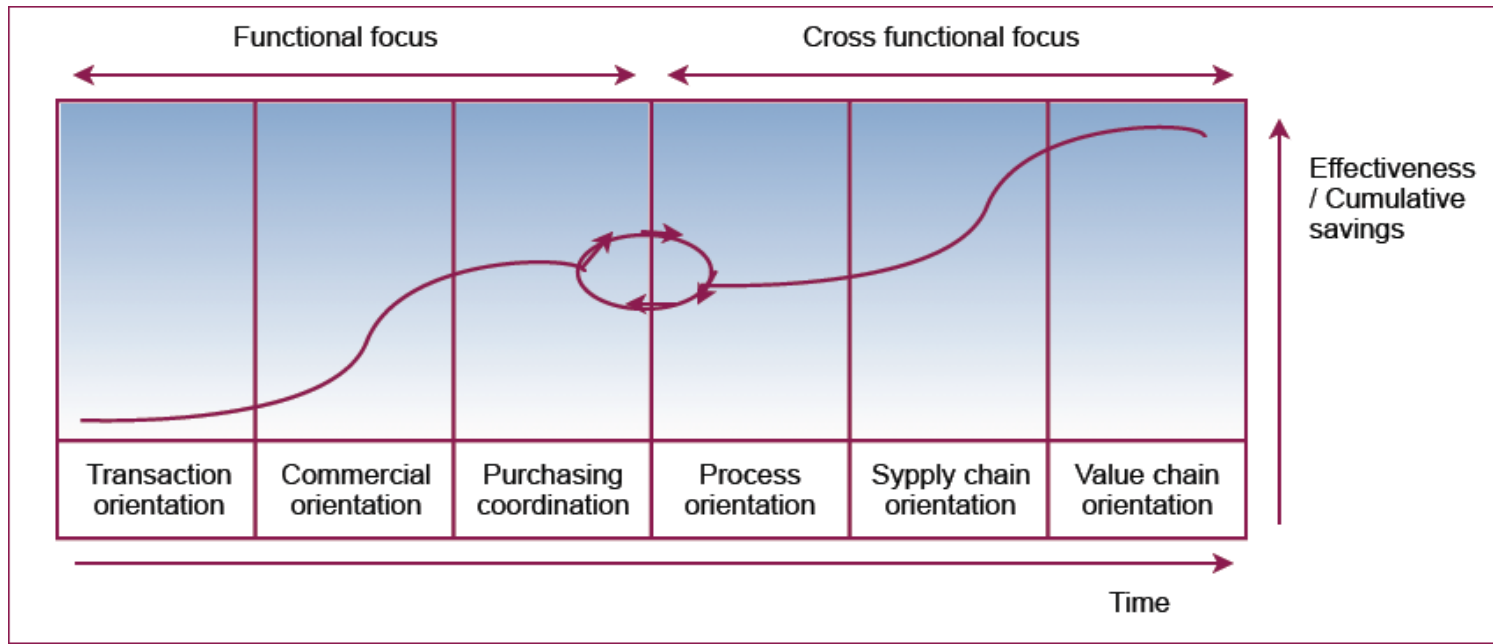 Functional focus
Cross functional focus
Effectiveness
/ Cumulative
savings
Transaction
orientation
Commercial
orientation
Purchasing
coordination
Process
orientation
Sypply chain
orientation
Value chain
orientation
Time